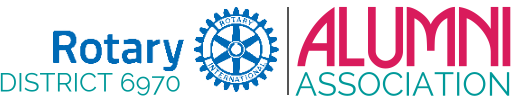 Rotary
DISTRICT 6970
ROTARY
INTERNATIONAL
ALUMNI
ASSOCIATION